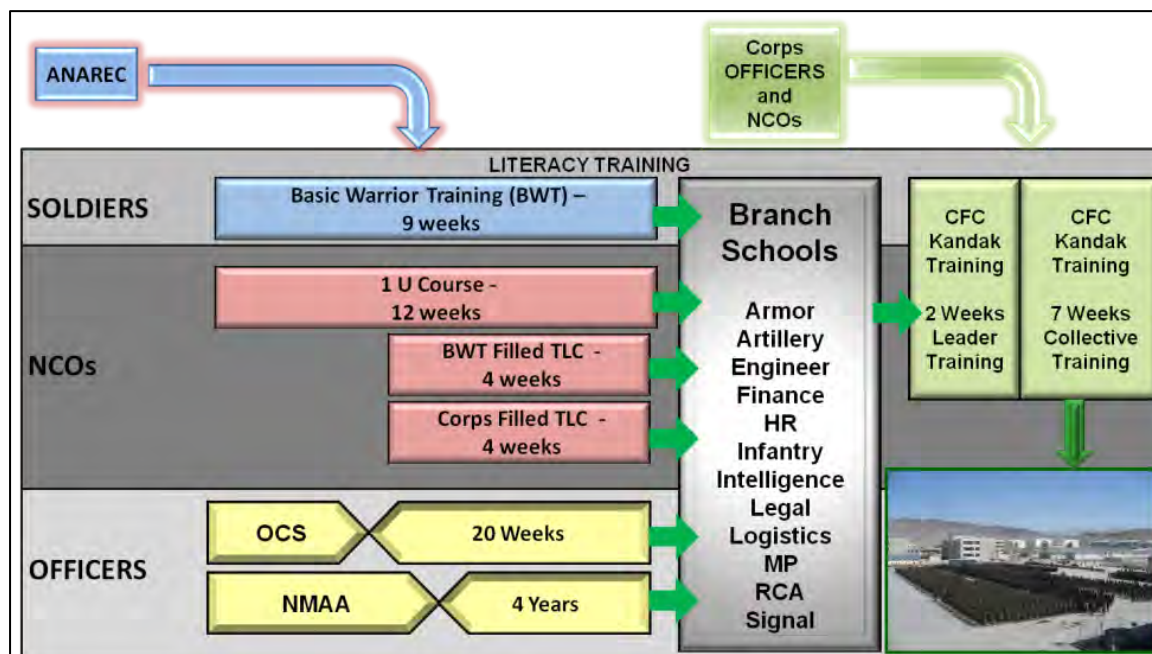 ANAREC
Corps
OFFICERS
and
NCOs
LITERACY TRAINING
SOLDIERS
Basic Warrior Training (BWT) –
9 weeks
NCOs
1 U Course -
12 weeks
BWT Filled TLC -
4 weeks
Corps Filled TLC -
4 weeks
OFFICERS
OCS
20 Weeks
NMAA
4 Years
Branch
Schools
Armor
Artillery
Engineer
Finance
HR
Infantry
Intelligence
Legal
Logistics
MP
RCA
Signal
CFC
Kandak
Training
2 Weeks
Leader
Training
CFC
Kandak
Training
7 Weeks
Collective
Training